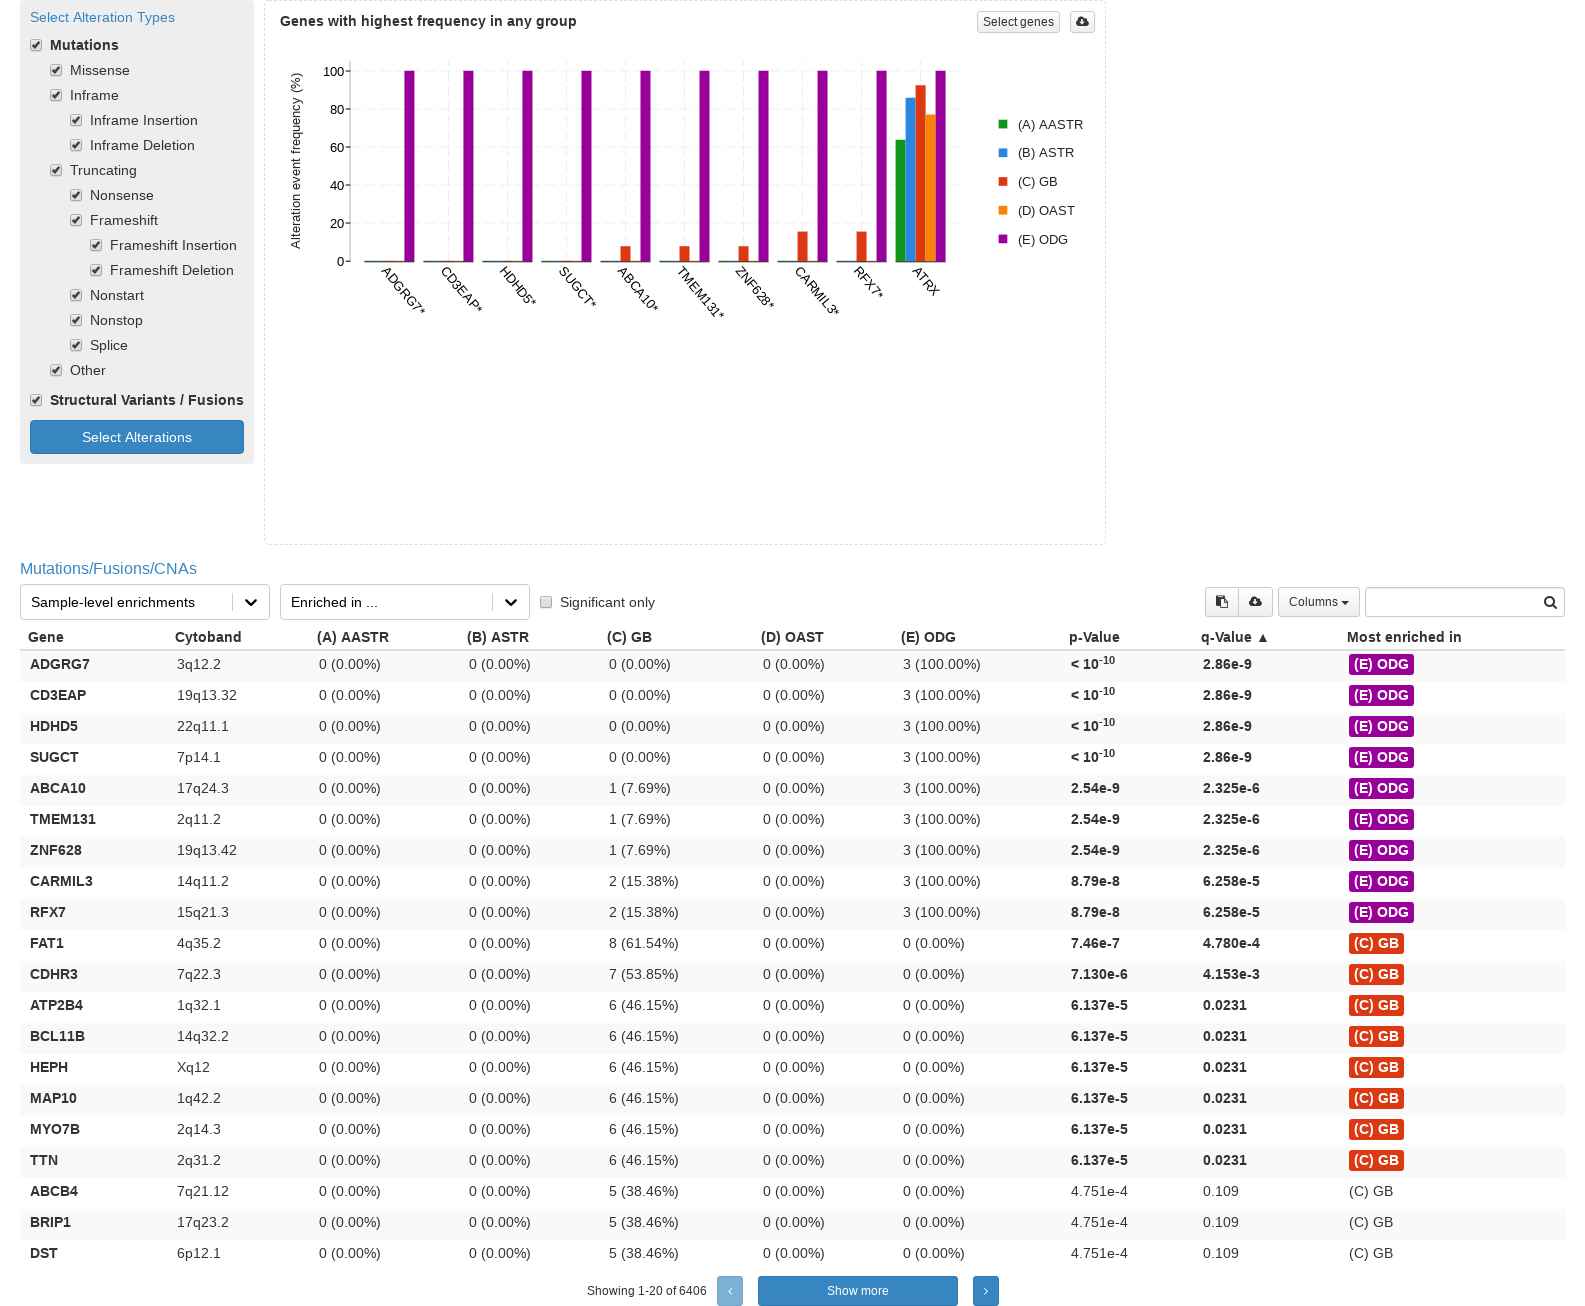 Select Alteration Types
Mutations
Missense
Inframe
Inframe Insertion
Inframe Deletion
Truncating
Nonsense
Frameshift
Frameshift Insertion
Frameshift Deletion
Nonstart
Nonstop
Splice
Other
Structural Variants / Fusions
Select Alterations
Genes with highest frequency in any group
Select genes
Alteration event frequency (%)
100
80
60
40
20
0
ADGRG7*
CD3EAP*
HDHD5*
SUGCT*
ABCA10*
TMEM131*
ZNF628*
CARMIL3*
RFX7*
ATRX
(A) AASTR
(B) ASTR
(C) GB
(D) OAST
(E) ODG
Mutations/Fusions/CNAs
Sample-level enrichments Enriched in ... Significant only Columns
Gene Cytoband (A) AASTR (B) ASTR (C) GB (D) OAST (E) ODG p-Value q-Value ▲ Most enriched in
ADGRG7 3q12.2 0 (0.00%) 0 (0.00%) 0 (0.00%) 0 (0.00%) 3 (100.00%) < 10-10 2.86e-9 (E) ODG
CD3EAP 19q13.32 0 (0.00%) 0 (0.00%) 0 (0.00%) 0 (0.00%) 3 (100.00%) < 10-10 2.86e-9 (E) ODG
HDHD5 22q11.1 0 (0.00%) 0 (0.00%) 0 (0.00%) 0 (0.00%) 3 (100.00%) < 10-10 2.86e-9 (E) ODG
SUGCT 7p14.1 0 (0.00%) 0 (0.00%) 0 (0.00%) 0 (0.00%) 3 (100.00%) < 10-10 2.86e-9 (E) ODG
ABCA10 17q24.3 0 (0.00%) 0 (0.00%) 1 (7.69%) 0 (0.00%) 3 (100.00%) 2.54e-9 2.325e-6 (E) ODG
TMEM131 2q11.2 0 (0.00%) 0 (0.00%) 1 (7.69%) 0 (0.00%) 3 (100.00%) 2.54e-9 2.325e-6 (E) ODG
ZNF628 19q13.42 0 (0.00%) 0 (0.00%) 1 (7.69%) 0 (0.00%) 3 (100.00%) 2.54e-9 2.325e-6 (E) ODG
CARMIL3 14q11.2 0 (0.00%) 0 (0.00%) 2 (15.38%) 0 (0.00%) 3 (100.00%) 8.79e-8 6.258e-5 (E) ODG
RFX7 15q21.3 0 (0.00%) 0 (0.00%) 2 (15.38%) 0 (0.00%) 3 (100.00%) 8.79e-8 6.258e-5 (E) ODG
FAT1 4q35.2 0 (0.00%) 0 (0.00%) 8 (61.54%) 0 (0.00%) 0 (0.00%) 7.46e-7 4.780e-4 (C) GB
CDHR3 7q22.3 0 (0.00%) 0 (0.00%) 7 (53.85%) 0 (0.00%) 0 (0.00%) 7.130e-6 4.153e-3 (C) GB
ATP2B4 1q32.1 0 (0.00%) 0 (0.00%) 6 (46.15%) 0 (0.00%) 0 (0.00%) 6.137e-5 0.0231 (C) GB
BCL11B 14q32.2 0 (0.00%) 0 (0.00%) 6 (46.15%) 0 (0.00%) 0 (0.00%) 6.137e-5 0.0231 (C) GB
HEPH Xq12 0 (0.00%) 0 (0.00%) 6 (46.15%) 0 (0.00%) 0 (0.00%) 6.137e-5 0.0231 (C) GB
MAP10 1q42.2 0 (0.00%) 0 (0.00%) 6 (46.15%) 0 (0.00%) 0 (0.00%) 6.137e-5 0.0231 (C) GB
MYO7B 2q14.3 0 (0.00%) 0 (0.00%) 6 (46.15%) 0 (0.00%) 0 (0.00%) 6.137e-5 0.0231 (C) GB
TTN 2q31.2 0 (0.00%) 0 (0.00%) 6 (46.15%) 0 (0.00%) 0 (0.00%) 6.137e-5 0.0231 (C) GB
ABCB4 7q21.12 0 (0.00%) 0 (0.00%) 5 (38.46%) 0 (0.00%) 0 (0.00%) 4.751e-4 0.109 (C) GB
BRIP1 17q23.2 0 (0.00%) 0 (0.00%) 5 (38.46%) 0 (0.00%) 0 (0.00%) 4.751e-4 0.109 (C) GB
DST 6p12.1 0 (0.00%) 0 (0.00%) 5 (38.46%) 0 (0.00%) 0 (0.00%) 4.751e-4 0.109 (C) GB
Showing 1-20 of 6406 ‹ Show more ›